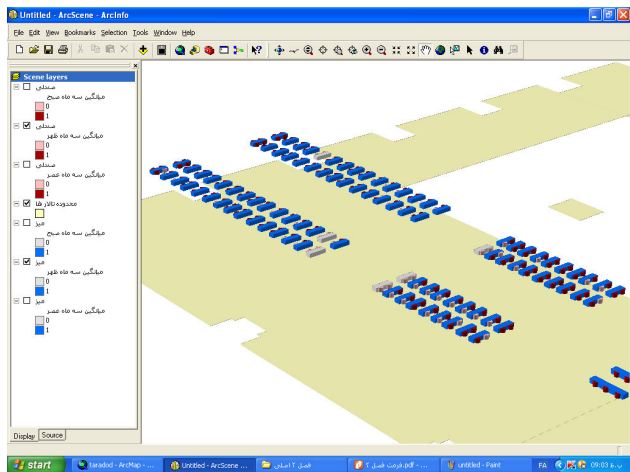 Untitled - ArcScene - ArcInfo
File Edit View Bookmarks Selection Tools Window Help
Scene layers
صندلی
میانگین سه ماه صبح
0
1
صندلی
میانگین سه ماه ظهر
0
1
صندلی
میانگین سه ماه عصر
0
1
محدوده تالار ها
میز
میانگین سه ماه صبح
0
1
میز
میانگین سه ماه ظهر
0
1
میز
میانگین سه ماه عصر
0
1
Display Source
start
taradod - ArcMap - ...
Untitled - ArcScene ...
فصل ۲ اصلی
فرمت فصل ۲.pdf - ...
untitled - Paint
FA
09:03 ب.ظ